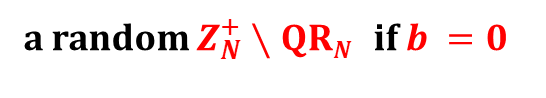 a random Z_N^+ \ QR_N if b = 0